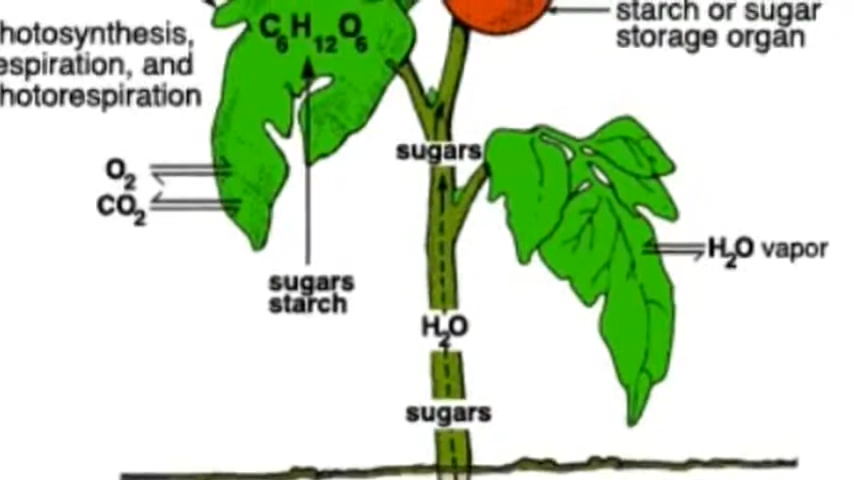 starch or sugar
storage organ
C₆H₁₂O₆
hotosynthesis,
espiration, and
hotorespiration
sugars
O₂
CO₂
H₂O vapor
sugars
starch
H₂O
sugars